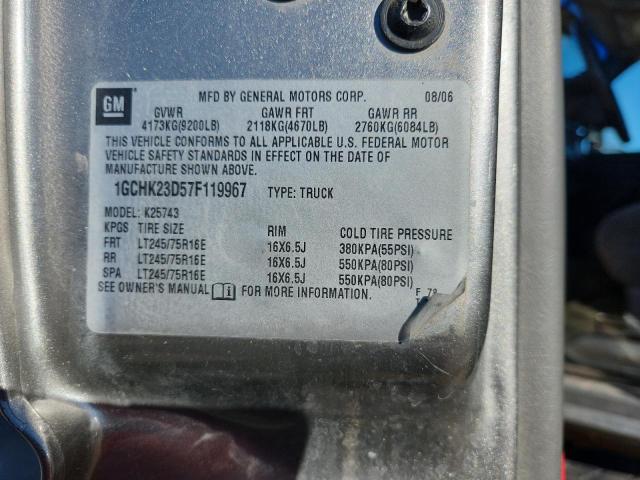 GM
MFD BY GENERAL MOTORS CORP. 08/06
GVWR GAWR FRT GAWR RR
4173KG(9200LB) 2118KG(4670LB) 2760KG(6084LB)
THIS VEHICLE CONFORMS TO ALL APPLICABLE U.S. FEDERAL MOTOR
VEHICLE SAFETY STANDARDS IN EFFECT ON THE DATE OF
MANUFACTURE SHOWN ABOVE.
1GCHK23D57F119967 TYPE: TRUCK
MODEL: K25743
KPGS TIRE SIZE RIM COLD TIRE PRESSURE
FRT LT245/75R16E 16X6.5J 380KPA(55PSI)
RR LT245/75R16E 16X6.5J 550KPA(80PSI)
SPA LT245/75R16E 16X6.5J 550KPA(80PSI)
SEE OWNER'S MANUAL FOR MORE INFORMATION.